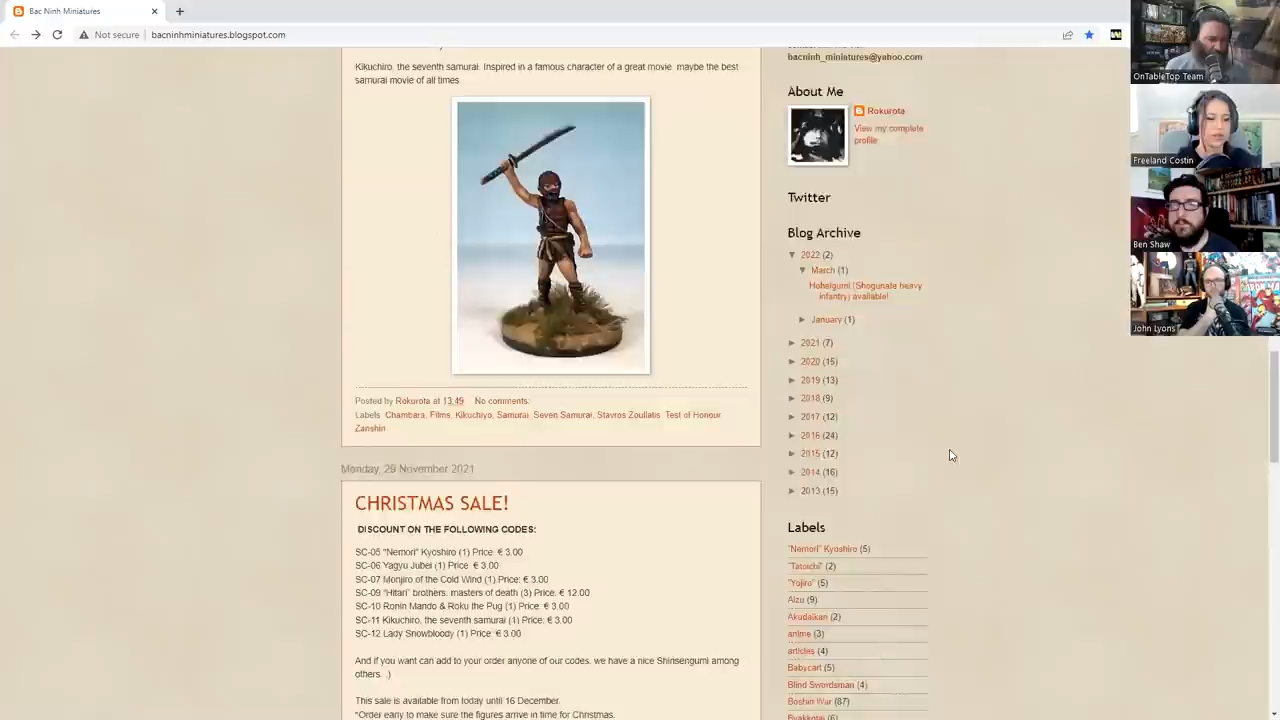 Bac Ninh Miniatures
Not secure
bacninhminiatures.blogspot.com
OnTableTop Team
Freeland Costin
Ben Shaw
John Lyons
Kikuchiro, the seventh samurai. Inspired in a famous character of a great movie maybe the best
samurai movie of all times
Posted by Rokurota at 13:49 No comments:
Labels Chambara, Films, Kikuchiyo, Samurai, Seven Samurai, Stavros Zouliatis, Test of Honour
Zanshin
Monday, 29 November 2021
CHRISTMAS SALE!
DISCOUNT ON THE FOLLOWING CODES:
SC-05 "Nemori" Kyoshiro (1) Price: € 3.00
SC-06 Yagyu Jubei (1) Price € 3.00
SC-07 Monjiro of the Cold Wind (1) Price: € 3.00
SC-09 "Hitari" brothers, masters of death (3) Price: € 12.00
SC-10 Ronin Mando & Roku the Pug (1) Price: € 3.00
SC-11 Kikuchiro, the seventh samurai (1) Price: € 3.00
SC-12 Lady Snowbloody (1) Price: € 3.00
And if you want can add to your order anyone of our codes, we have a nice Shinsengumi among
others. :)
This sale is available from today until 16 December.
*Order early to make sure the figures arrive in time for Christmas.
bacninh_miniatures@yahoo.com
About Me
Rokurota
View my complete
profile
Twitter
Blog Archive
▼ 2022 (2)
▼ March (1)
Hoheigumi (Shogunate heavy
infantry) available!
► January (1)
► 2021 (7)
► 2020 (15)
► 2019 (13)
► 2018 (9)
► 2017 (12)
► 2016 (24)
► 2015 (12)
► 2014 (16)
► 2013 (15)
Labels
"Nemori" Kyoshiro (5)
"Tatoichi" (2)
"Yojiro" (5)
Aizu (9)
Akudaikan (2)
anime (3)
articles (4)
Babycart (5)
Blind Swordsman (4)
Boshin War (87)
Byakkotai (6)